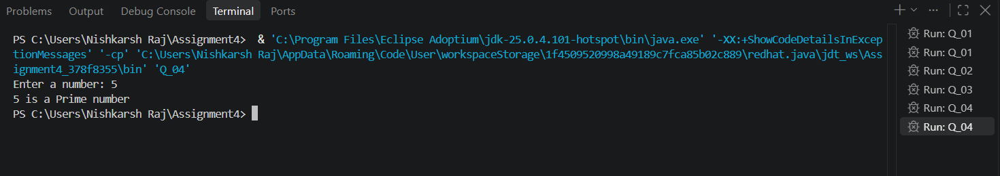 Problems Output Debug Console Terminal Ports
PS C:\Users\Nishkarsh Raj\Assignment4>  & 'C:\Program Files\Eclipse Adoptium\jdk-25.0.4.101-hotspot\bin\java.exe' '-XX:+ShowCodeDetailsInExcep
tionMessages' '-cp' 'C:\Users\Nishkarsh Raj\AppData\Roaming\Code\User\workspaceStorage\1f4509520998a49189c7fca85b02c889\redhat.java\jdt_ws\Ass
ignment4_378f8355\bin' 'Q_04'
Enter a number: 5
5 is a Prime number
PS C:\Users\Nishkarsh Raj\Assignment4>
Run: Q_01
Run: Q_01
Run: Q_02
Run: Q_03
Run: Q_04
Run: Q_04